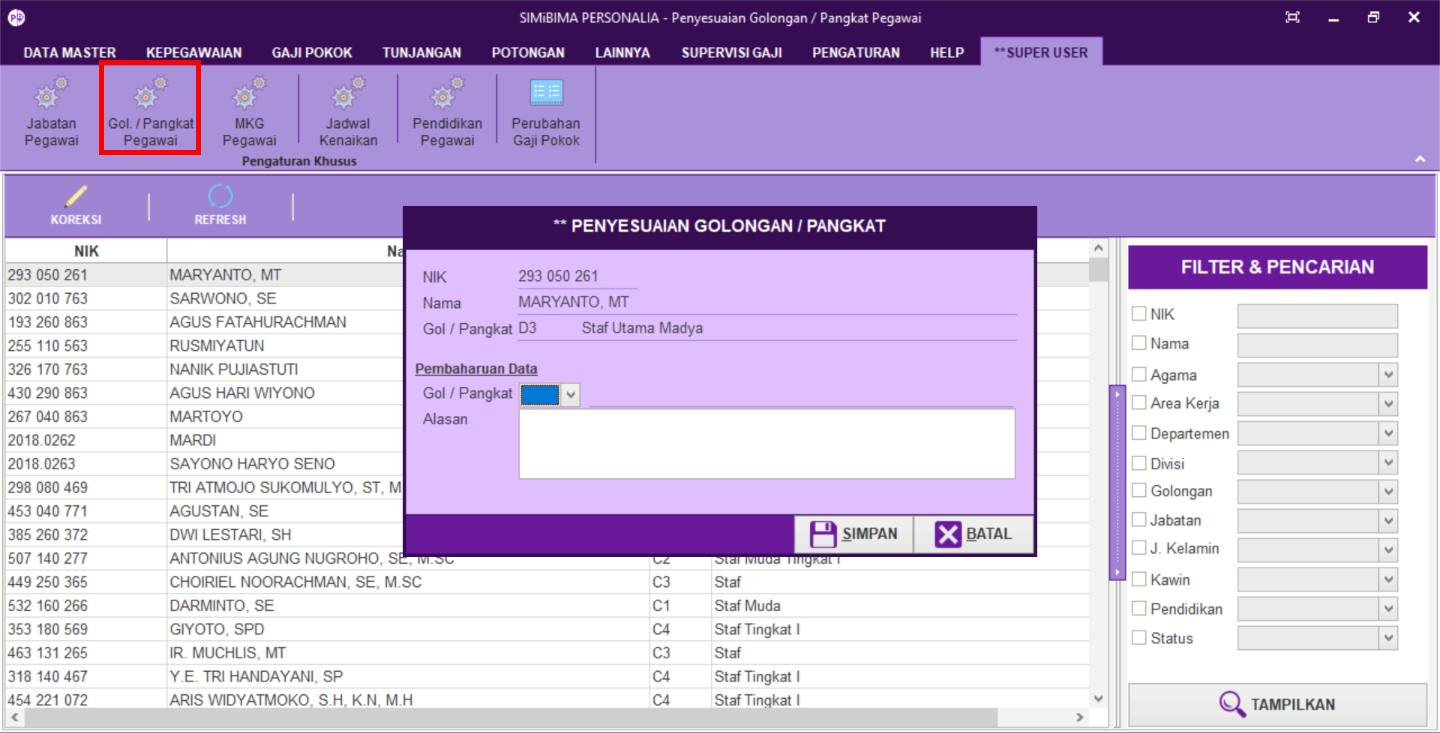 SIMiBIMA PERSONALIA - Penyesuaian Golongan / Pangkat Pegawai
DATA MASTER KEPEGAWAIAN GAJI POKOK TUNJANGAN POTONGAN LAINNYA SUPERVISI GAJI PENGATURAN HELP **SUPER USER
Jabatan Pegawai
Gol. / Pangkat Pegawai
MKG Pegawai
Jadwal Kenaikan
Pendidikan Pegawai
Perubahan Gaji Pokok
Pengaturan Khusus
KOREKSI REFRESH
NIK Na
293 050 261 MARYANTO, MT
302 010 763 SARWONO, SE
193 260 863 AGUS FATAHURACHMAN
255 110 563 RUSMIYATUN
326 170 763 NANIK PUJIASTUTI
430 290 863 AGUS HARI WIYONO
267 040 863 MARTOYO
2018.0262 MARDI
2018.0263 SAYONO HARYO SENO
298 080 469 TRI ATMOJO SUKOMULYO, ST, M
453 040 771 AGUSTAN, SE
385 260 372 DWI LESTARI, SH
507 140 277 ANTONIUS AGUNG NUGROHO, SE, M.SC C2 Staf Muda Tingkat I
449 250 365 CHOIRIEL NOORACHMAN, SE, M.SC C3 Staf
532 160 266 DARMINTO, SE C1 Staf Muda
353 180 569 GIYOTO, SPD C4 Staf Tingkat I
463 131 265 IR. MUCHLIS, MT C3 Staf
318 140 467 Y.E. TRI HANDAYANI, SP C4 Staf Tingkat I
454 221 072 ARIS WIDYATMOKO, S.H, K.N, M.H C4 Staf Tingkat I
** PENYESUAIAN GOLONGAN / PANGKAT
NIK 293 050 261
Nama MARYANTO, MT
Gol / Pangkat D3 Staf Utama Madya
Pembaharuan Data
Gol / Pangkat
Alasan
SIMPAN BATAL
FILTER & PENCARIAN
NIK
Nama
Agama
Area Kerja
Departemen
Divisi
Golongan
Jabatan
J. Kelamin
Kawin
Pendidikan
Status
TAMPILKAN